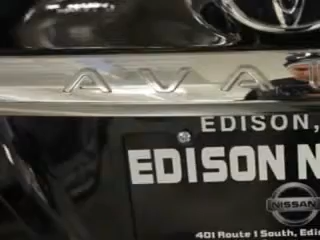 AVA
EDISON,
EDISON N
NISSAN
401 Route 1 South, Edi